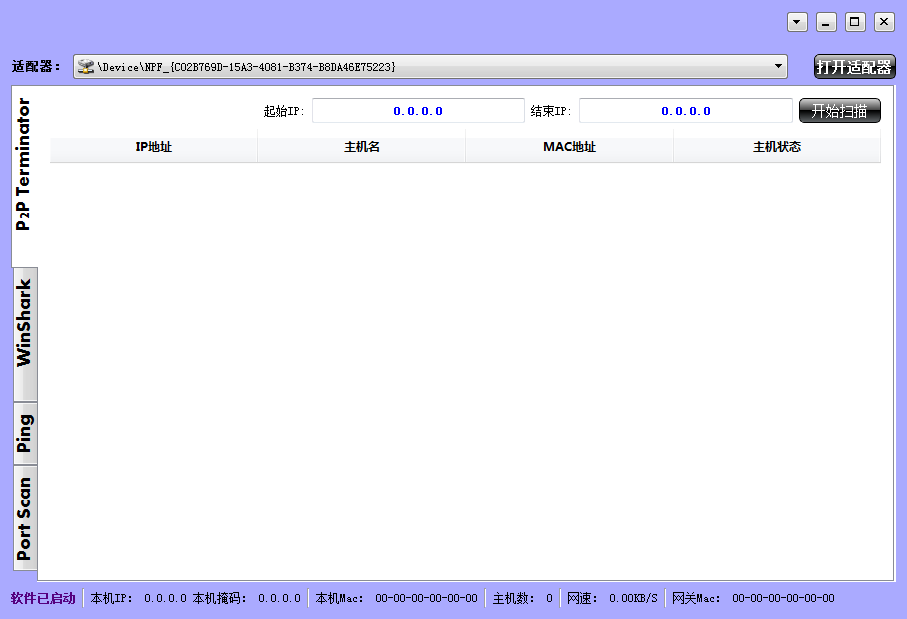 适配器： \Device\NPF_{C02B769D-15A3-4081-B374-B8DA46E75223} 打开适配器
起始IP: 0.0.0.0 结束IP: 0.0.0.0 开始扫描
IP地址 主机名 MAC地址 主机状态
P2P Terminator
WinShark
Ping
Port Scan
软件已启动 本机IP: 0.0.0.0 本机掩码: 0.0.0.0 本机Mac: 00-00-00-00-00-00 主机数: 0 网速: 0.00KB/S 网关Mac: 00-00-00-00-00-00